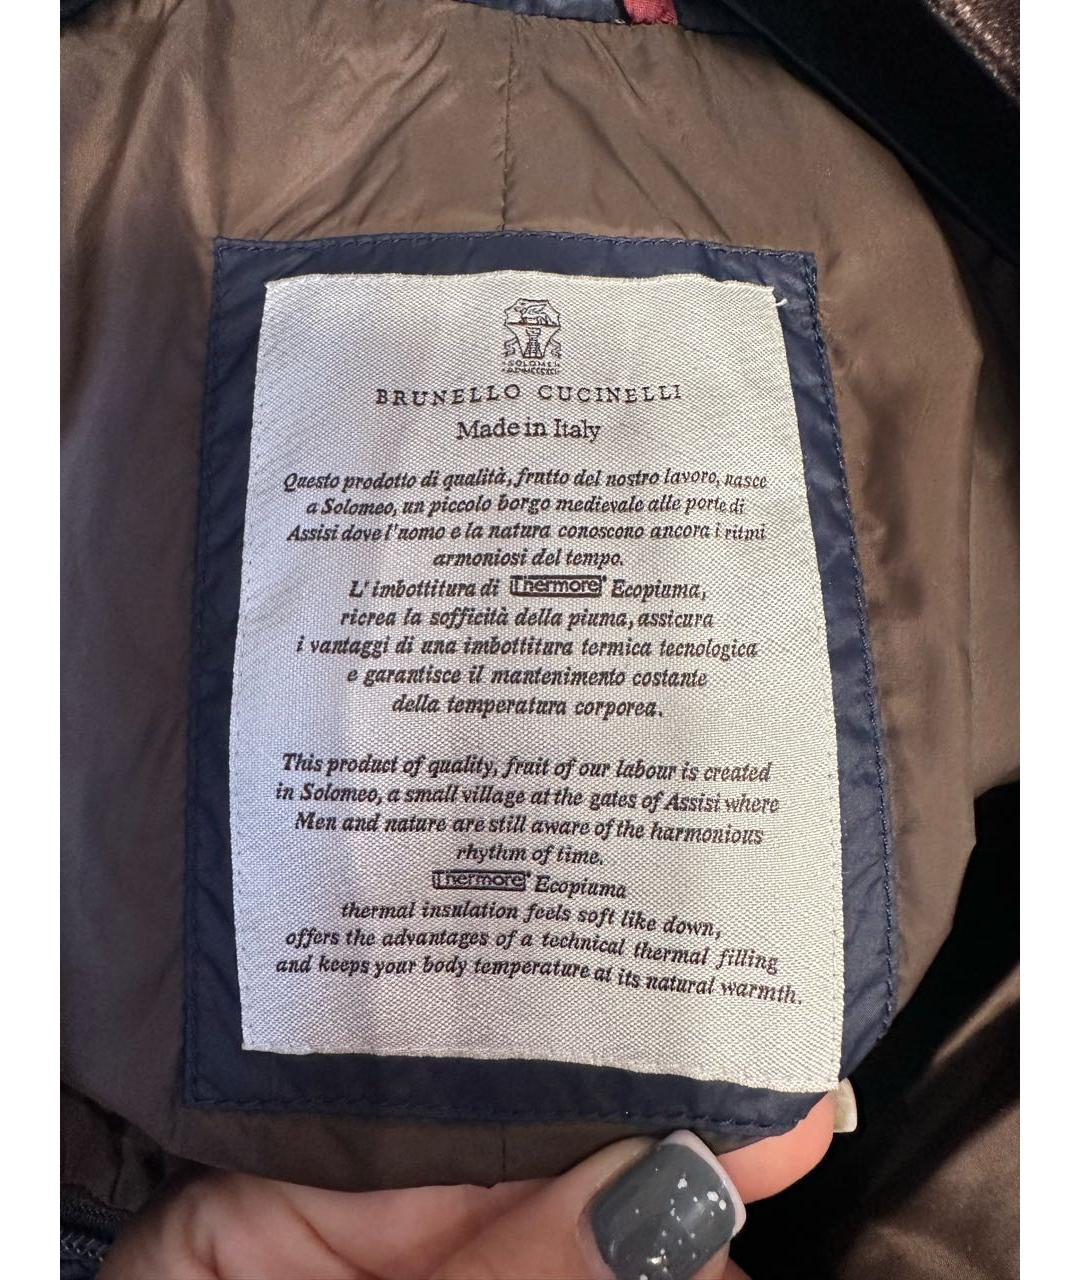 SOLOMEI
BRUNELLO CUCINELLI
Made in Italy
Questo prodotto di qualità, frutto del nostro lavoro, nasce
a Solomeo, un piccolo borgo medievale alle porte di
Assisi dove l'uomo e la natura conoscono ancora i ritmi
armoniosi del tempo.
L'imbottitura di Thermore® Ecopiuma,
ricrea la sofficità della piuma, assicura
i vantaggi di una imbottitura termica tecnologica
e garantisce il mantenimento costante
della temperatura corporea.
This product of quality, fruit of our labour is created
in Solomeo, a small village at the gates of Assisi where
Men and nature are still aware of the harmonious
rhythm of time.
Thermore® Ecopiuma
thermal insulation feels soft like down,
offers the advantages of a technical thermal filling
and keeps your body temperature at its natural warmth.